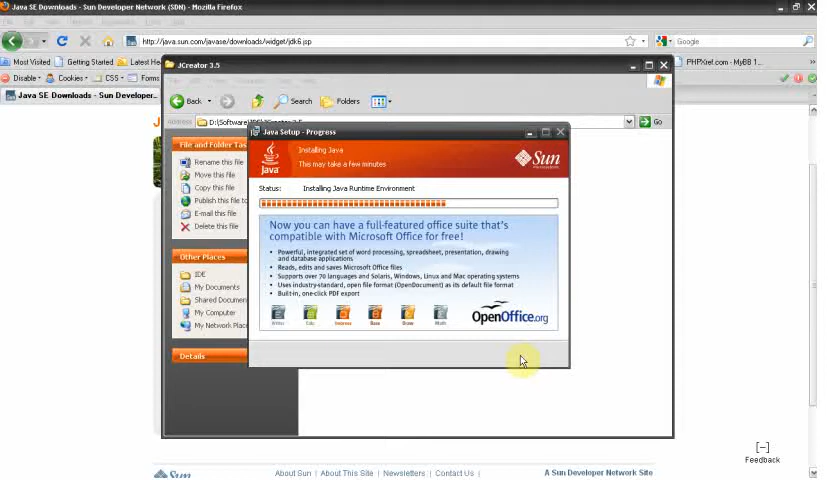 Java SE Downloads - Sun Developer Network (SDN) - Mozilla Firefox
http://java.sun.com/javase/downloads/widget/jdk6.jsp
Google
Most Visited
Getting Started
Latest He
PHPXref.com - MyBB 1...
Disable
Cookies
CSS
Forms
Java SE Downloads - Sun Developer...
JCreator 3.5
Back
Search
Folders
Address
Go
File and Folder Tas
Rename this file
Move this file
Copy this file
Publish this file to
E-mail this file
Delete this file
Other Places
IDE
My Documents
Shared Documen
My Computer
My Network Place
Details
Java Setup - Progress
Java
Installing Java
This may take a few minutes
Sun
Status: Installing Java Runtime Environment
Now you can have a full-featured office suite that's
compatible with Microsoft Office for free!
• Powerful, integrated set of word processing, spreadsheet, presentation, drawing
and database applications
• Reads, edits and saves Microsoft Office files
• Supports over 70 languages and Solaris, Windows, Linux and Mac operating systems
• Uses industry-standard, open file format (OpenDocument) as its default file format
• Built-in, one-click PDF export
Writer Calc Impress Base Draw Math
OpenOffice.org
[–]
Feedback
Sun
About Sun | About This Site | Newsletters | Contact Us |
A Sun Developer Network Site